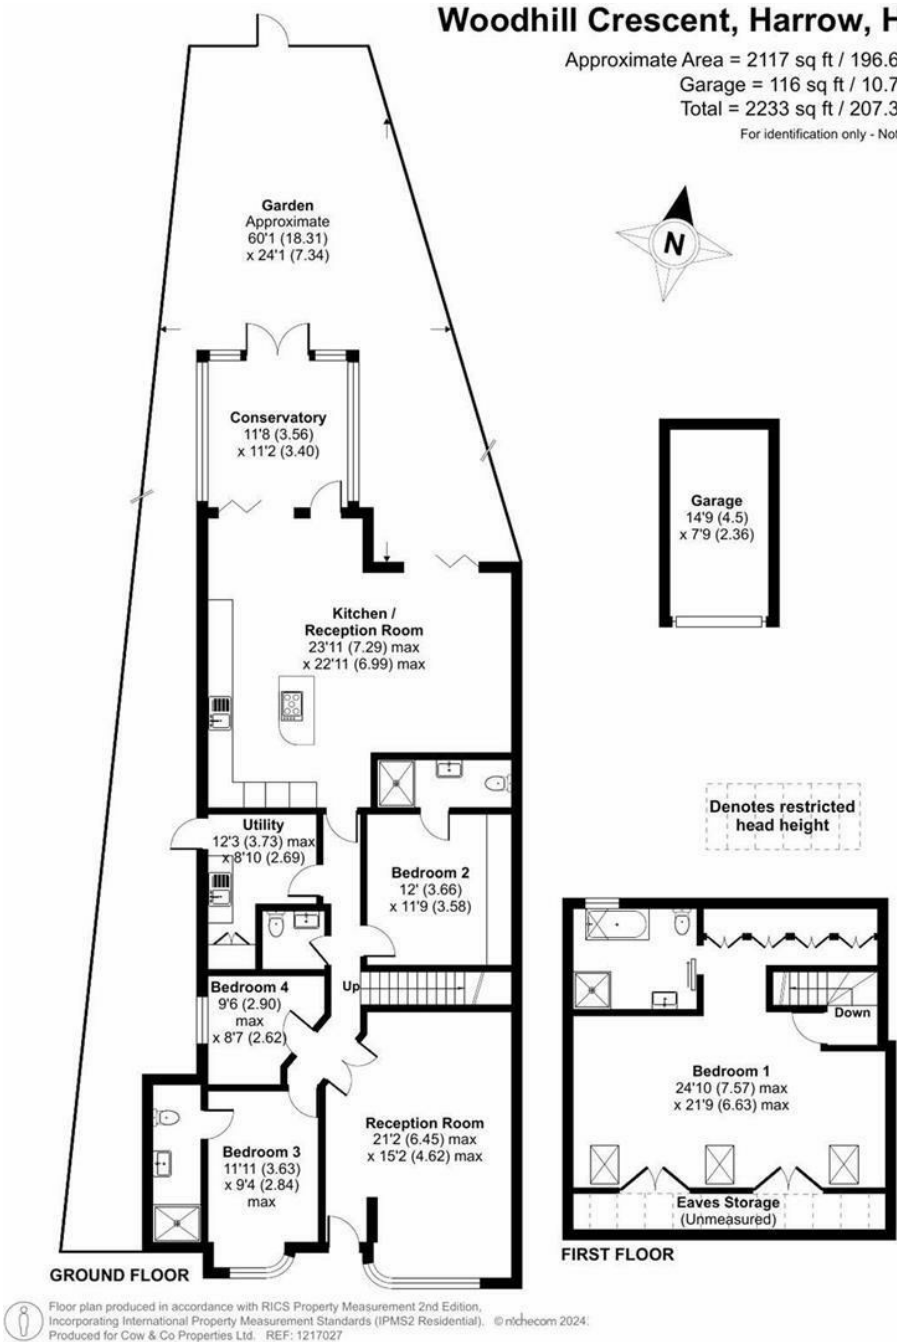 Woodhill Crescent, Harrow, H
Approximate Area = 2117 sq ft / 196.6
Garage = 116 sq ft / 10.7
Total = 2233 sq ft / 207.3
For identification only - Not
Garden
Approximate
60'1 (18.31)
x 24'1 (7.34)
N
Conservatory
11'8 (3.56)
x 11'2 (3.40)
Garage
14'9 (4.5)
x 7'9 (2.36)
Kitchen /
Reception Room
23'11 (7.29) max
x 22'11 (6.99) max
Denotes restricted
head height
Utility
12'3 (3.73) max
x 8'10 (2.69)
Bedroom 2
12' (3.66)
x 11'9 (3.58)
Up
Bedroom 4
9'6 (2.90)
max
x 8'7 (2.62)
Down
Bedroom 1
24'10 (7.57) max
x 21'9 (6.63) max
Reception Room
21'2 (6.45) max
x 15'2 (4.62) max
Bedroom 3
11'11 (3.63)
x 9'4 (2.84)
max
Eaves Storage
(Unmeasured)
GROUND FLOOR
FIRST FLOOR
Floor plan produced in accordance with RICS Property Measurement 2nd Edition,
Incorporating International Property Measurement Standards (IPMS2 Residential). © nichecom 2024.
Produced for Cow & Co Properties Ltd. REF: 1217027